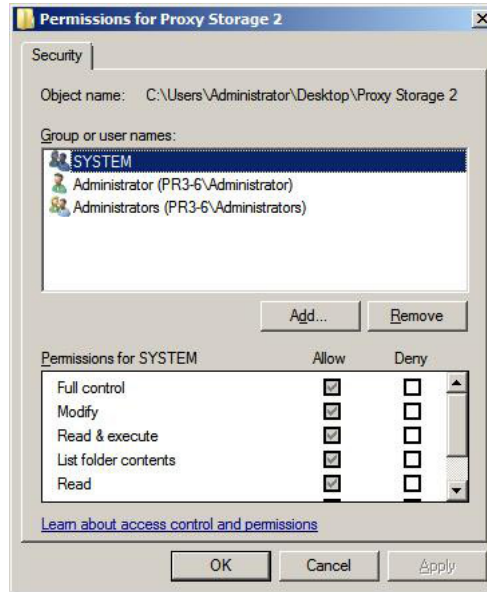 Permissions for Proxy Storage 2
Security
Object name: C:\Users\Administrator\Desktop\Proxy Storage 2
Group or user names:
SYSTEM
Administrator (PR3-6\Administrator)
Administrators (PR3-6\Administrators)
Add... Remove
Permissions for SYSTEM Allow Deny
Full control
Modify
Read & execute
List folder contents
Read
Learn about access control and permissions
OK Cancel Apply